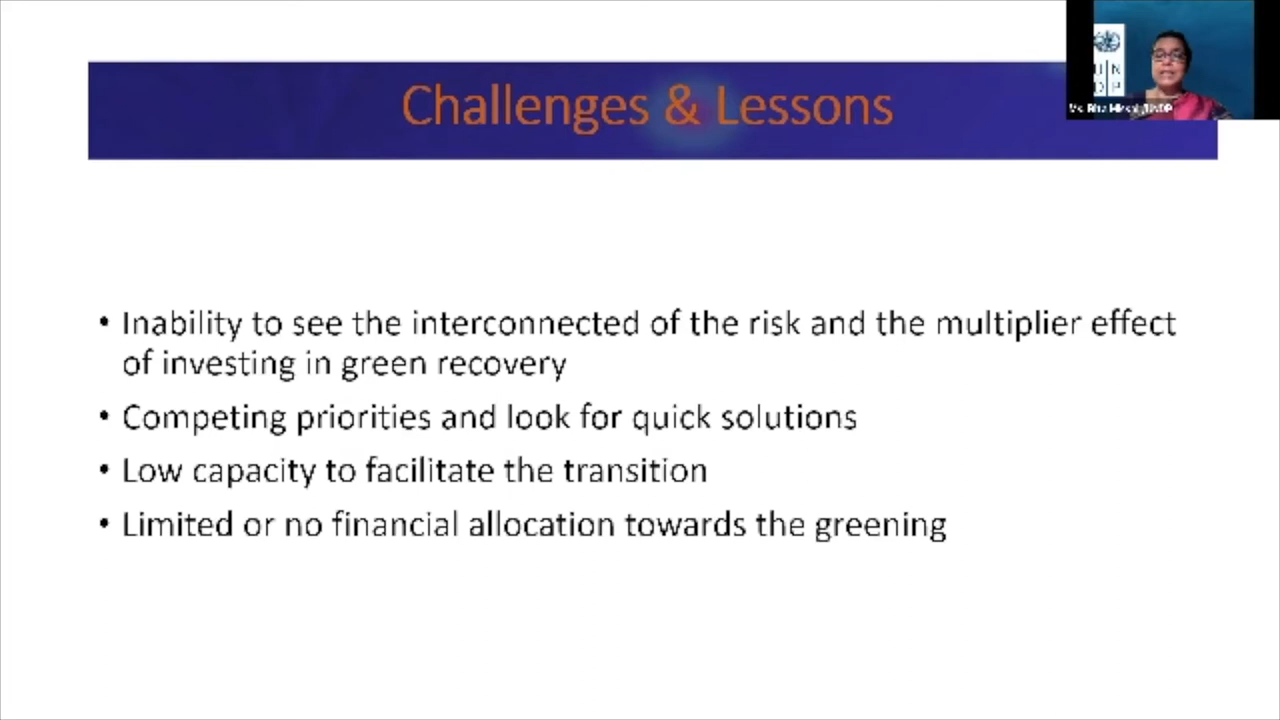 Challenges & Lessons
UN
DP
• Inability to see the interconnected of the risk and the multiplier effect
of investing in green recovery
• Competing priorities and look for quick solutions
• Low capacity to facilitate the transition
• Limited or no financial allocation towards the greening